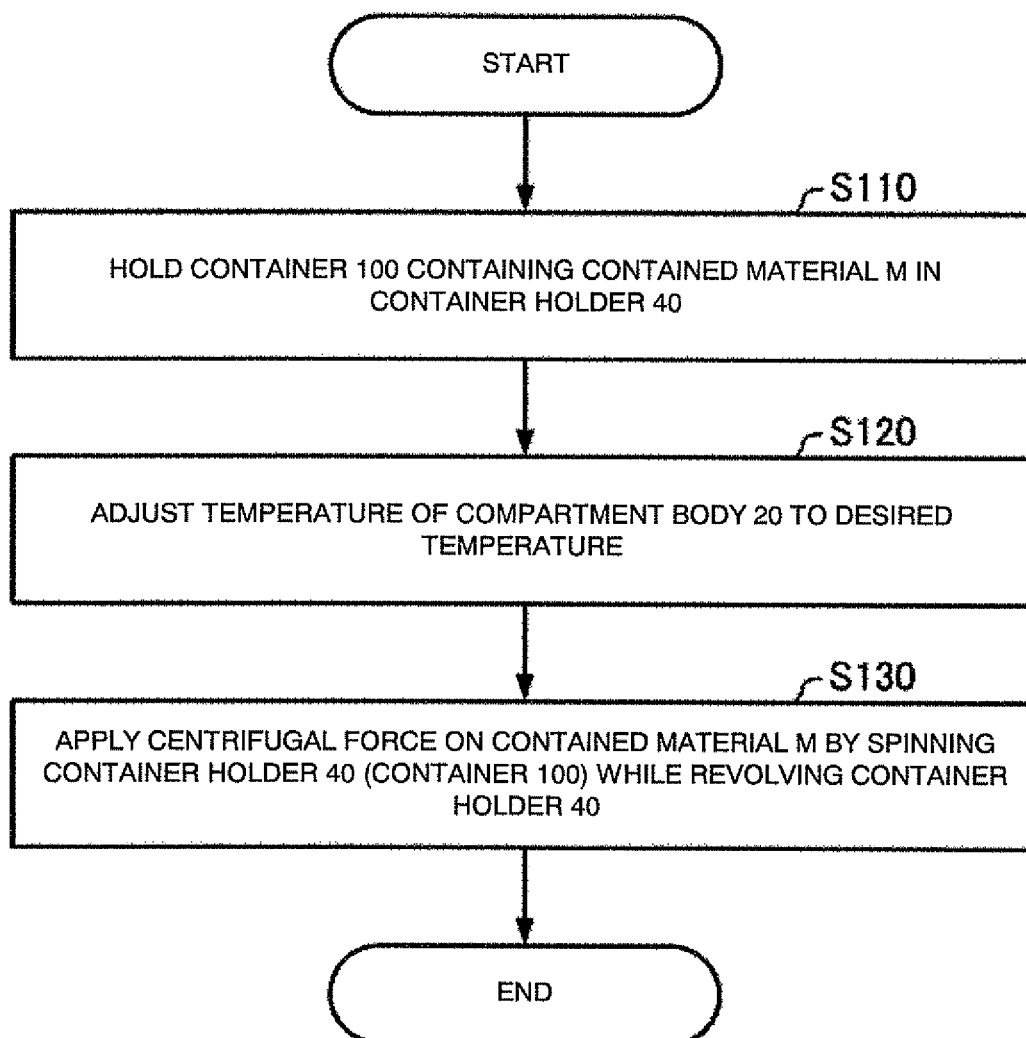 START
S110
HOLD CONTAINER 100 CONTAINING CONTAINED MATERIAL M IN
CONTAINER HOLDER 40
S120
ADJUST TEMPERATURE OF COMPARTMENT BODY 20 TO DESIRED
TEMPERATURE
S130
APPLY CENTRIFUGAL FORCE ON CONTAINED MATERIAL M BY SPINNING
CONTAINER HOLDER 40 (CONTAINER 100) WHILE REVOLVING CONTAINER
HOLDER 40
END